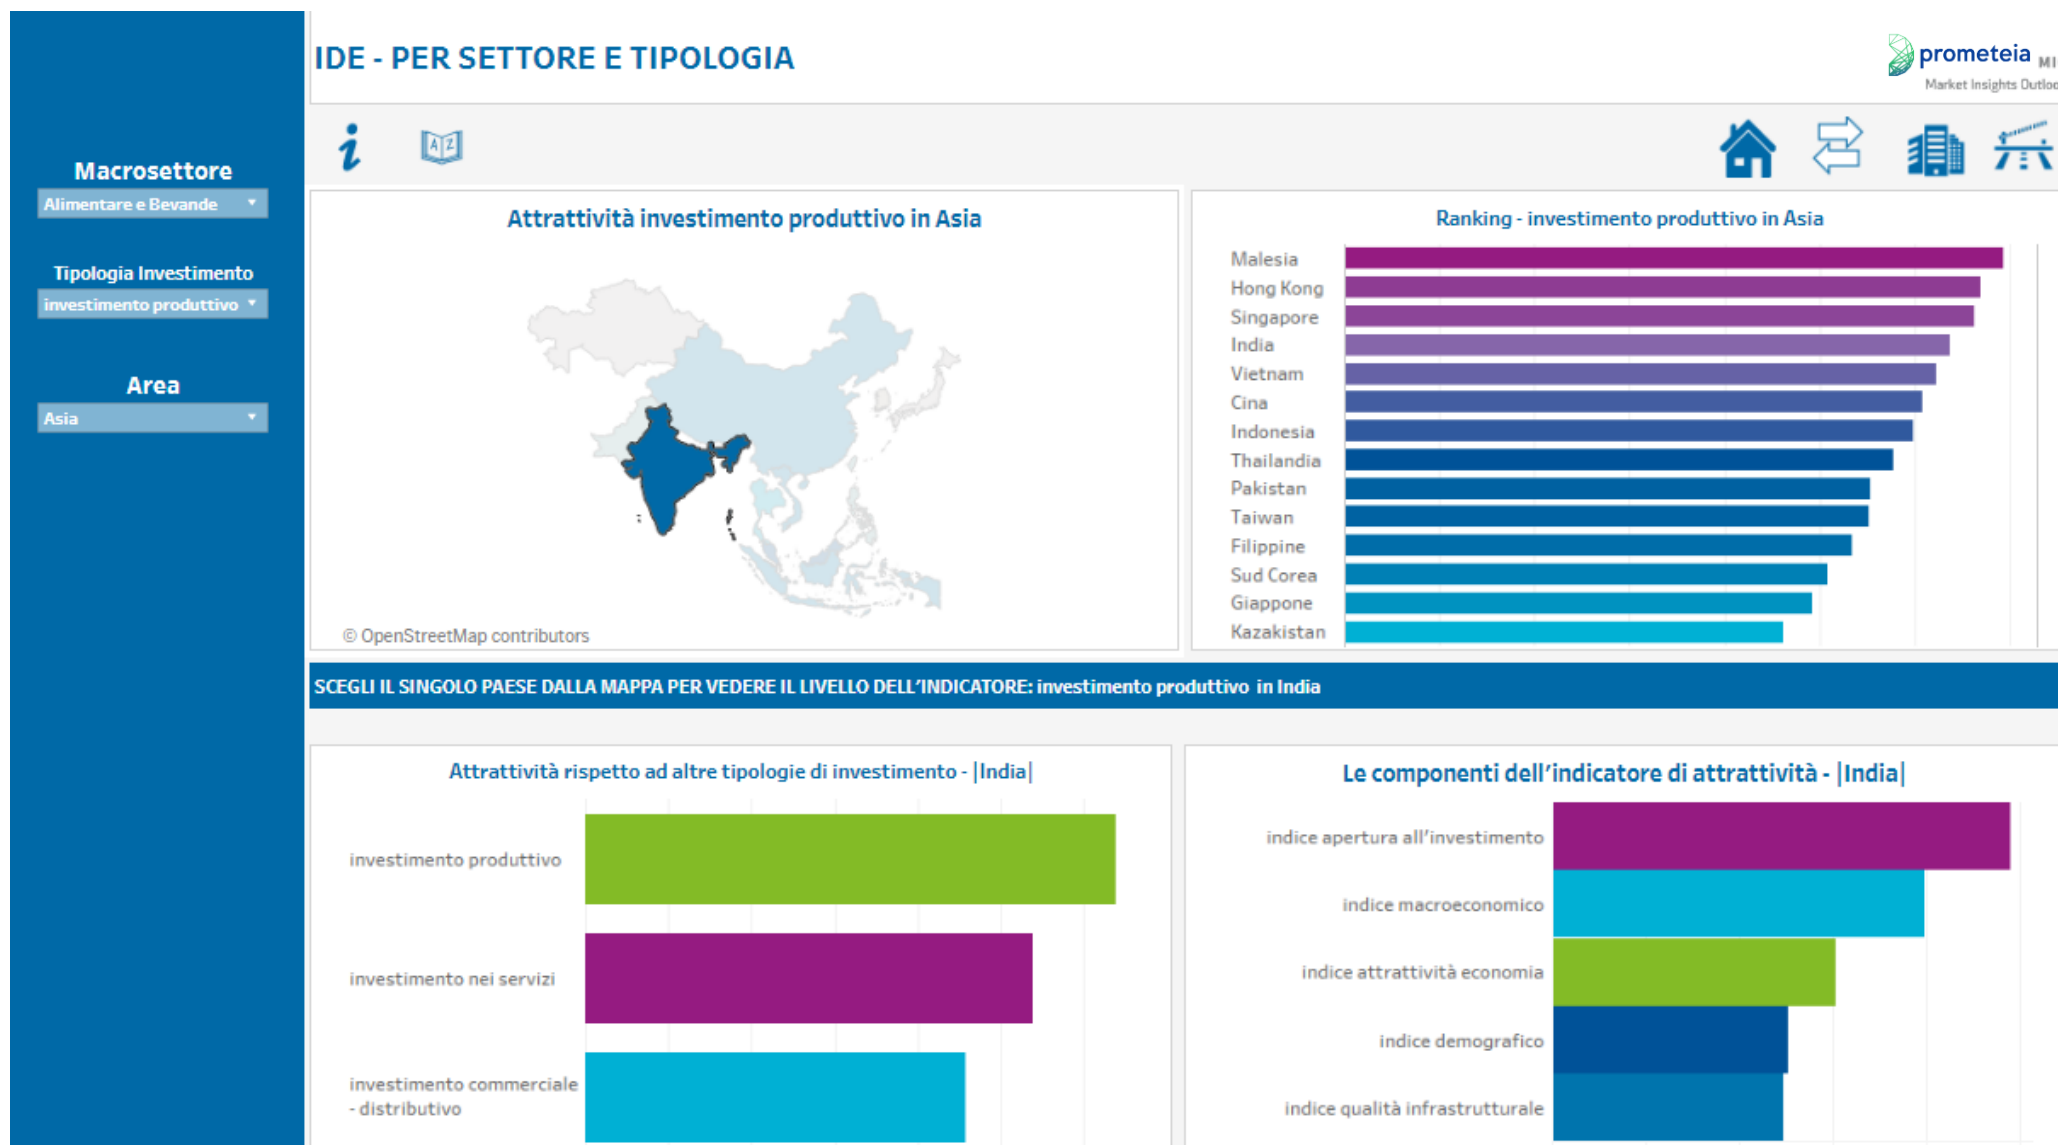 IDE - PER SETTORE E TIPOLOGIA
prometeia MI
Market Insights Outloo
Macrosettore
Alimentare e Bevande
Tipologia Investimento
investimento produttivo
Area
Asia
A Z
Attrattività investimento produttivo in Asia
© OpenStreetMap contributors
Ranking - investimento produttivo in Asia
Malesia
Hong Kong
Singapore
India
Vietnam
Cina
Indonesia
Thailandia
Pakistan
Taiwan
Filippine
Sud Corea
Giappone
Kazakistan
SCEGLI IL SINGOLO PAESE DALLA MAPPA PER VEDERE IL LIVELLO DELL'INDICATORE: investimento produttivo in India
Attrattività rispetto ad altre tipologie di investimento - |India|
investimento produttivo
investimento nei servizi
investimento commerciale
- distributivo
Le componenti dell'indicatore di attrattività - |India|
indice apertura all'investimento
indice macroeconomico
indice attrattività economia
indice demografico
indice qualità infrastrutturale